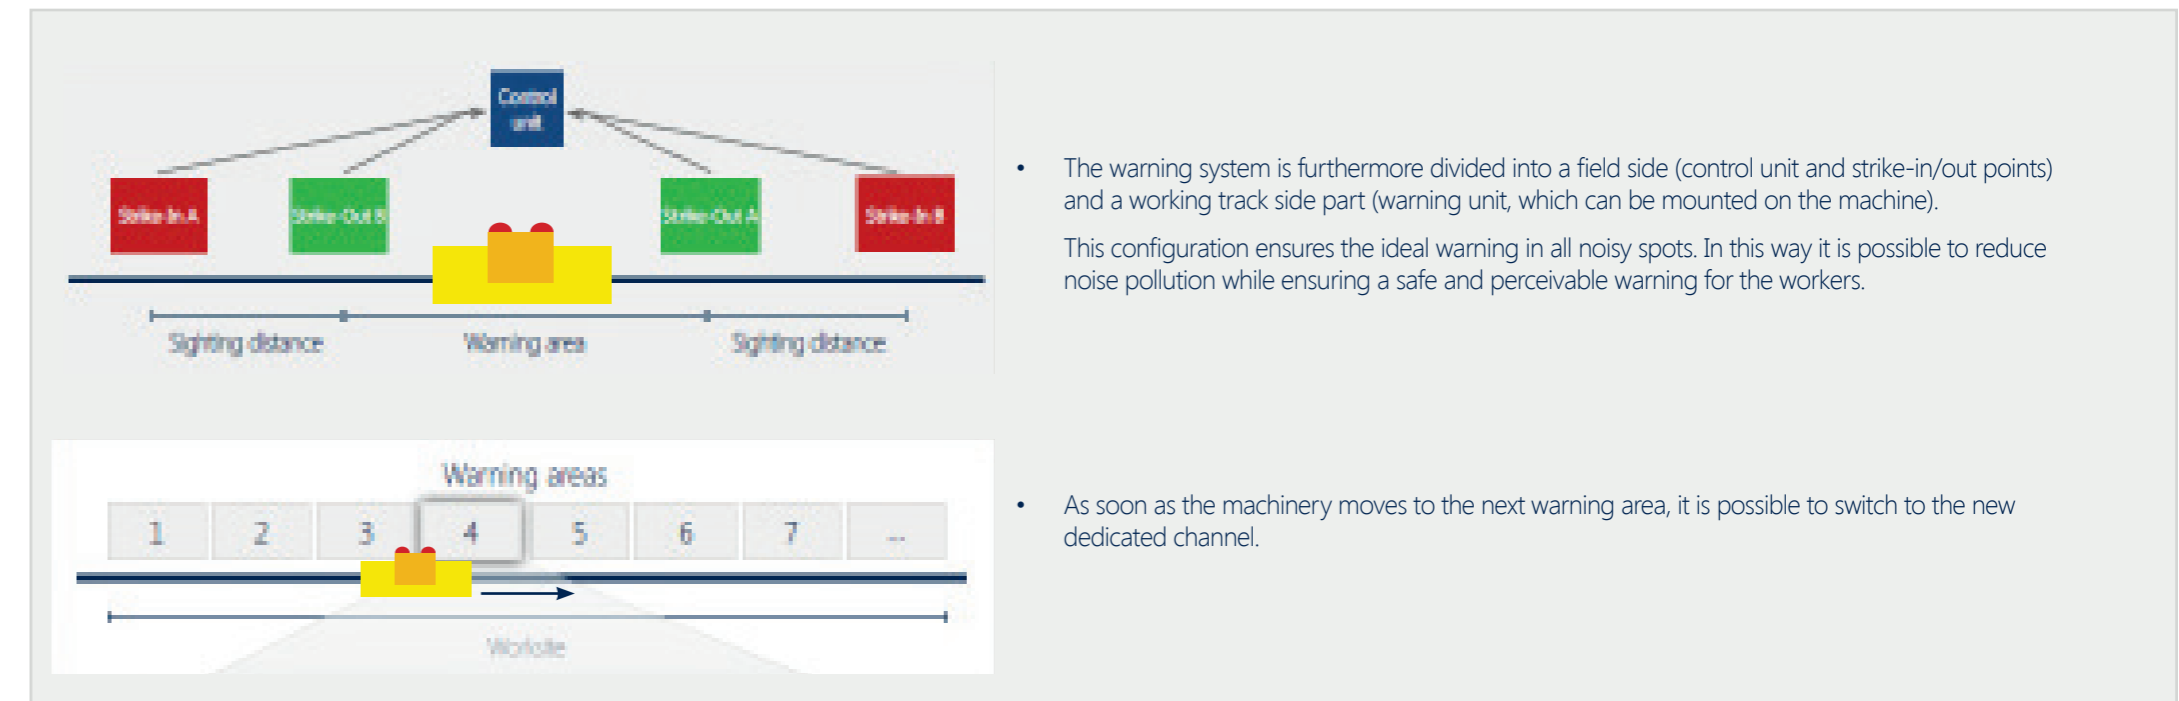 Control
unit
Strike-In A
Strike-Out B
Strike-Out A
Strike-In B
Sighting distance
Warning area
Sighting distance
• The warning system is furthermore divided into a field side (control unit and strike-in/out points)
and a working track side part (warning unit, which can be mounted on the machine).
This configuration ensures the ideal warning in all noisy spots. In this way it is possible to reduce
noise pollution while ensuring a safe and perceivable warning for the workers.
Warning areas
1 2 3 4 5 6 7 ...
Worksite
• As soon as the machinery moves to the next warning area, it is possible to switch to the new
dedicated channel.